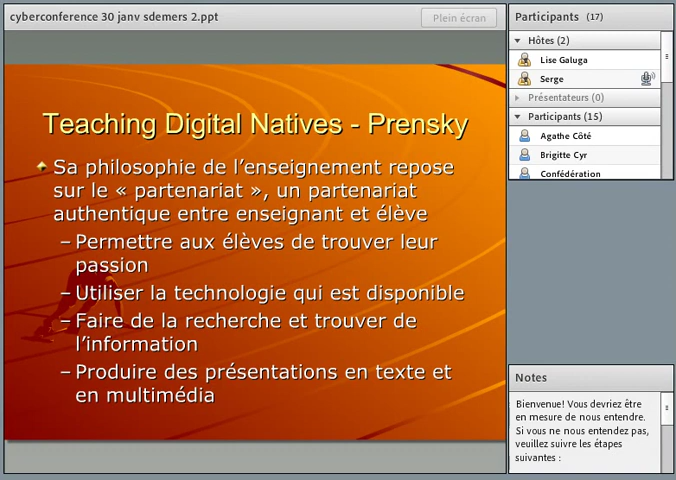 cyberconference 30 janv sdemers 2.ppt
Plein écran
Teaching Digital Natives - Prensky
Sa philosophie de l'enseignement repose
sur le « partenariat », un partenariat
authentique entre enseignant et élève
– Permettre aux élèves de trouver leur
passion
– Utiliser la technologie qui est disponible
– Faire de la recherche et trouver de
l'information
– Produire des présentations en texte et
en multimédia
Participants (17)
Hôtes (2)
Lise Galuga
Serge
Présentateurs (0)
Participants (15)
Agathe Côté
Brigitte Cyr
Confédération
Notes
Bienvenue! Vous devriez être
en mesure de nous entendre.
Si vous ne nous entendez pas,
veuillez suivre les étapes
suivantes :